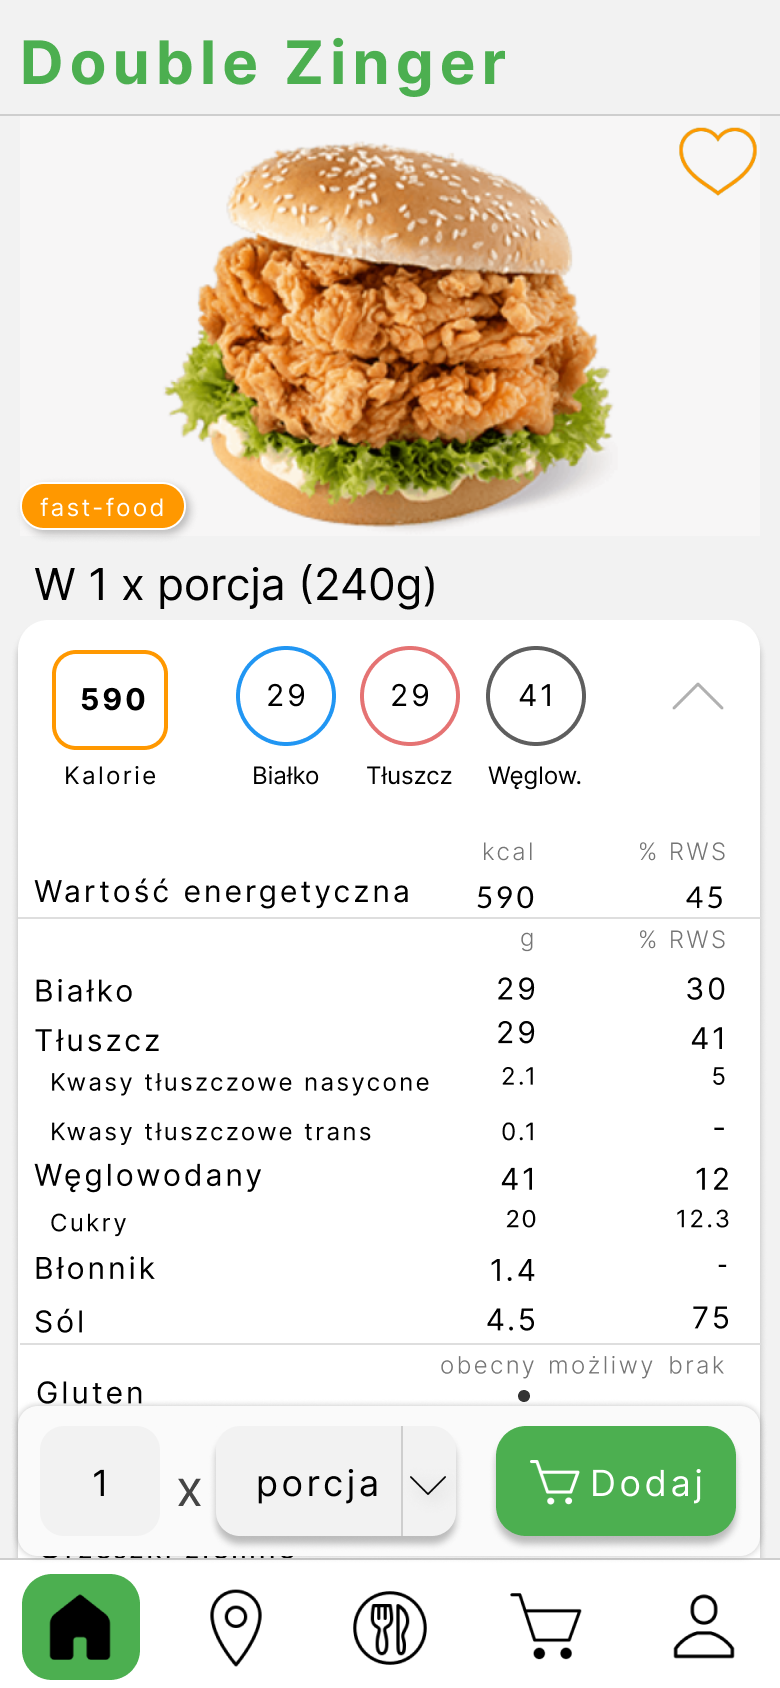 Double Zinger
fast-food
W 1 x porcja (240g)
590 29 29 41
Kalorie Białko Tłuszcz Węglow.
kcal % RWS
Wartość energetyczna 590 45
g % RWS
Białko 29 30
Tłuszcz 29 41
Kwasy tłuszczowe nasycone 2.1 5
Kwasy tłuszczowe trans 0.1 -
Węglowodany 41 12
Cukry 20 12.3
Błonnik 1.4 -
Sól 4.5 75
obecny możliwy brak
Gluten
1 x porcja Dodaj